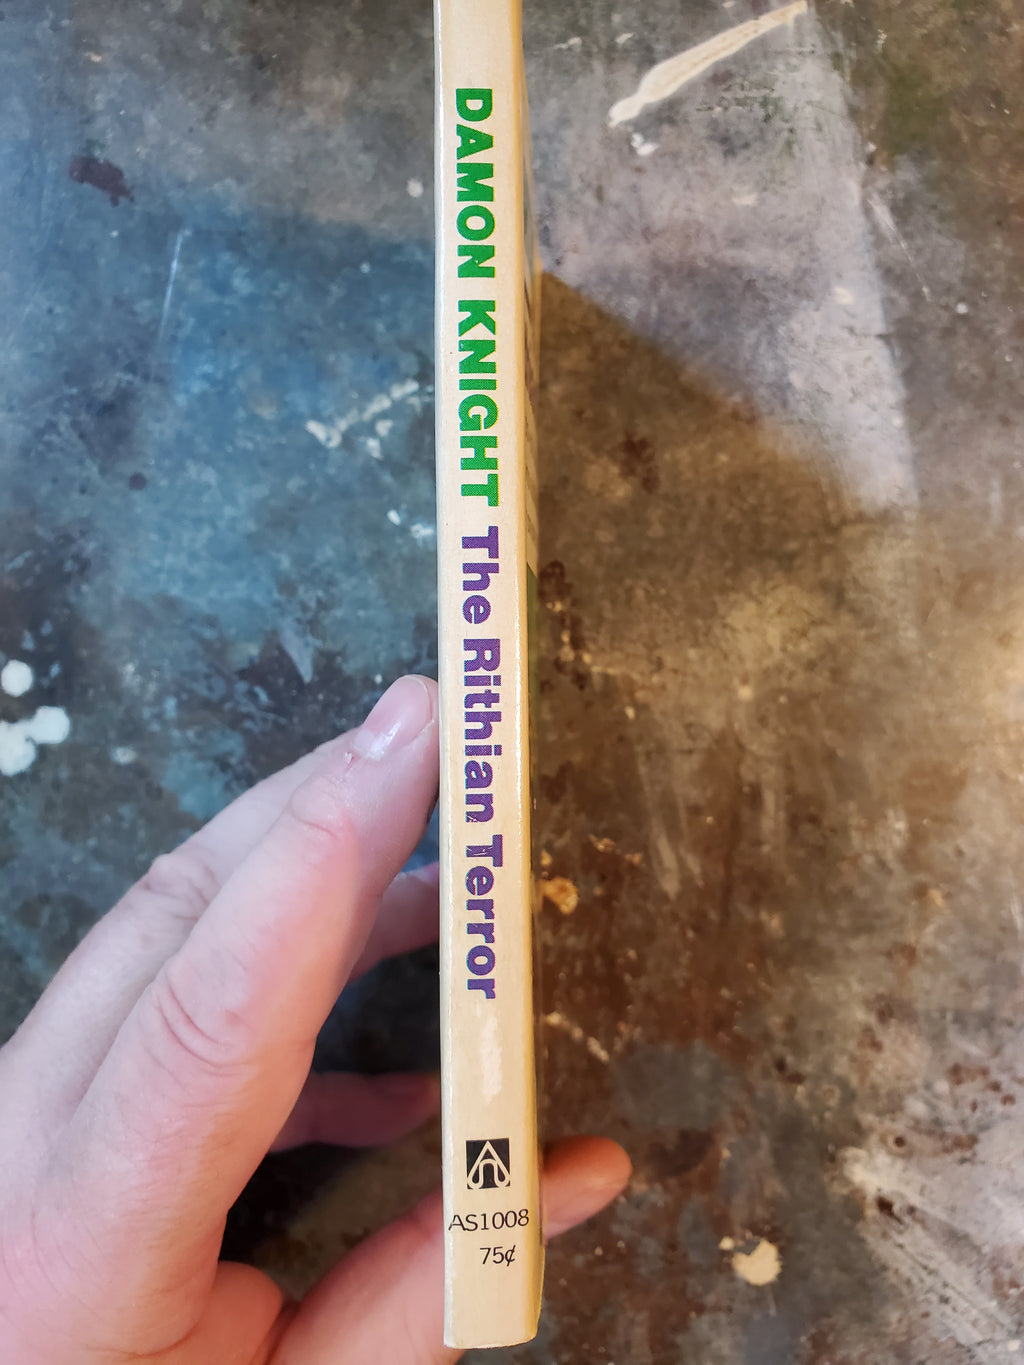 DAMON KNIGHT The Rithian Terror
AS1008
75¢